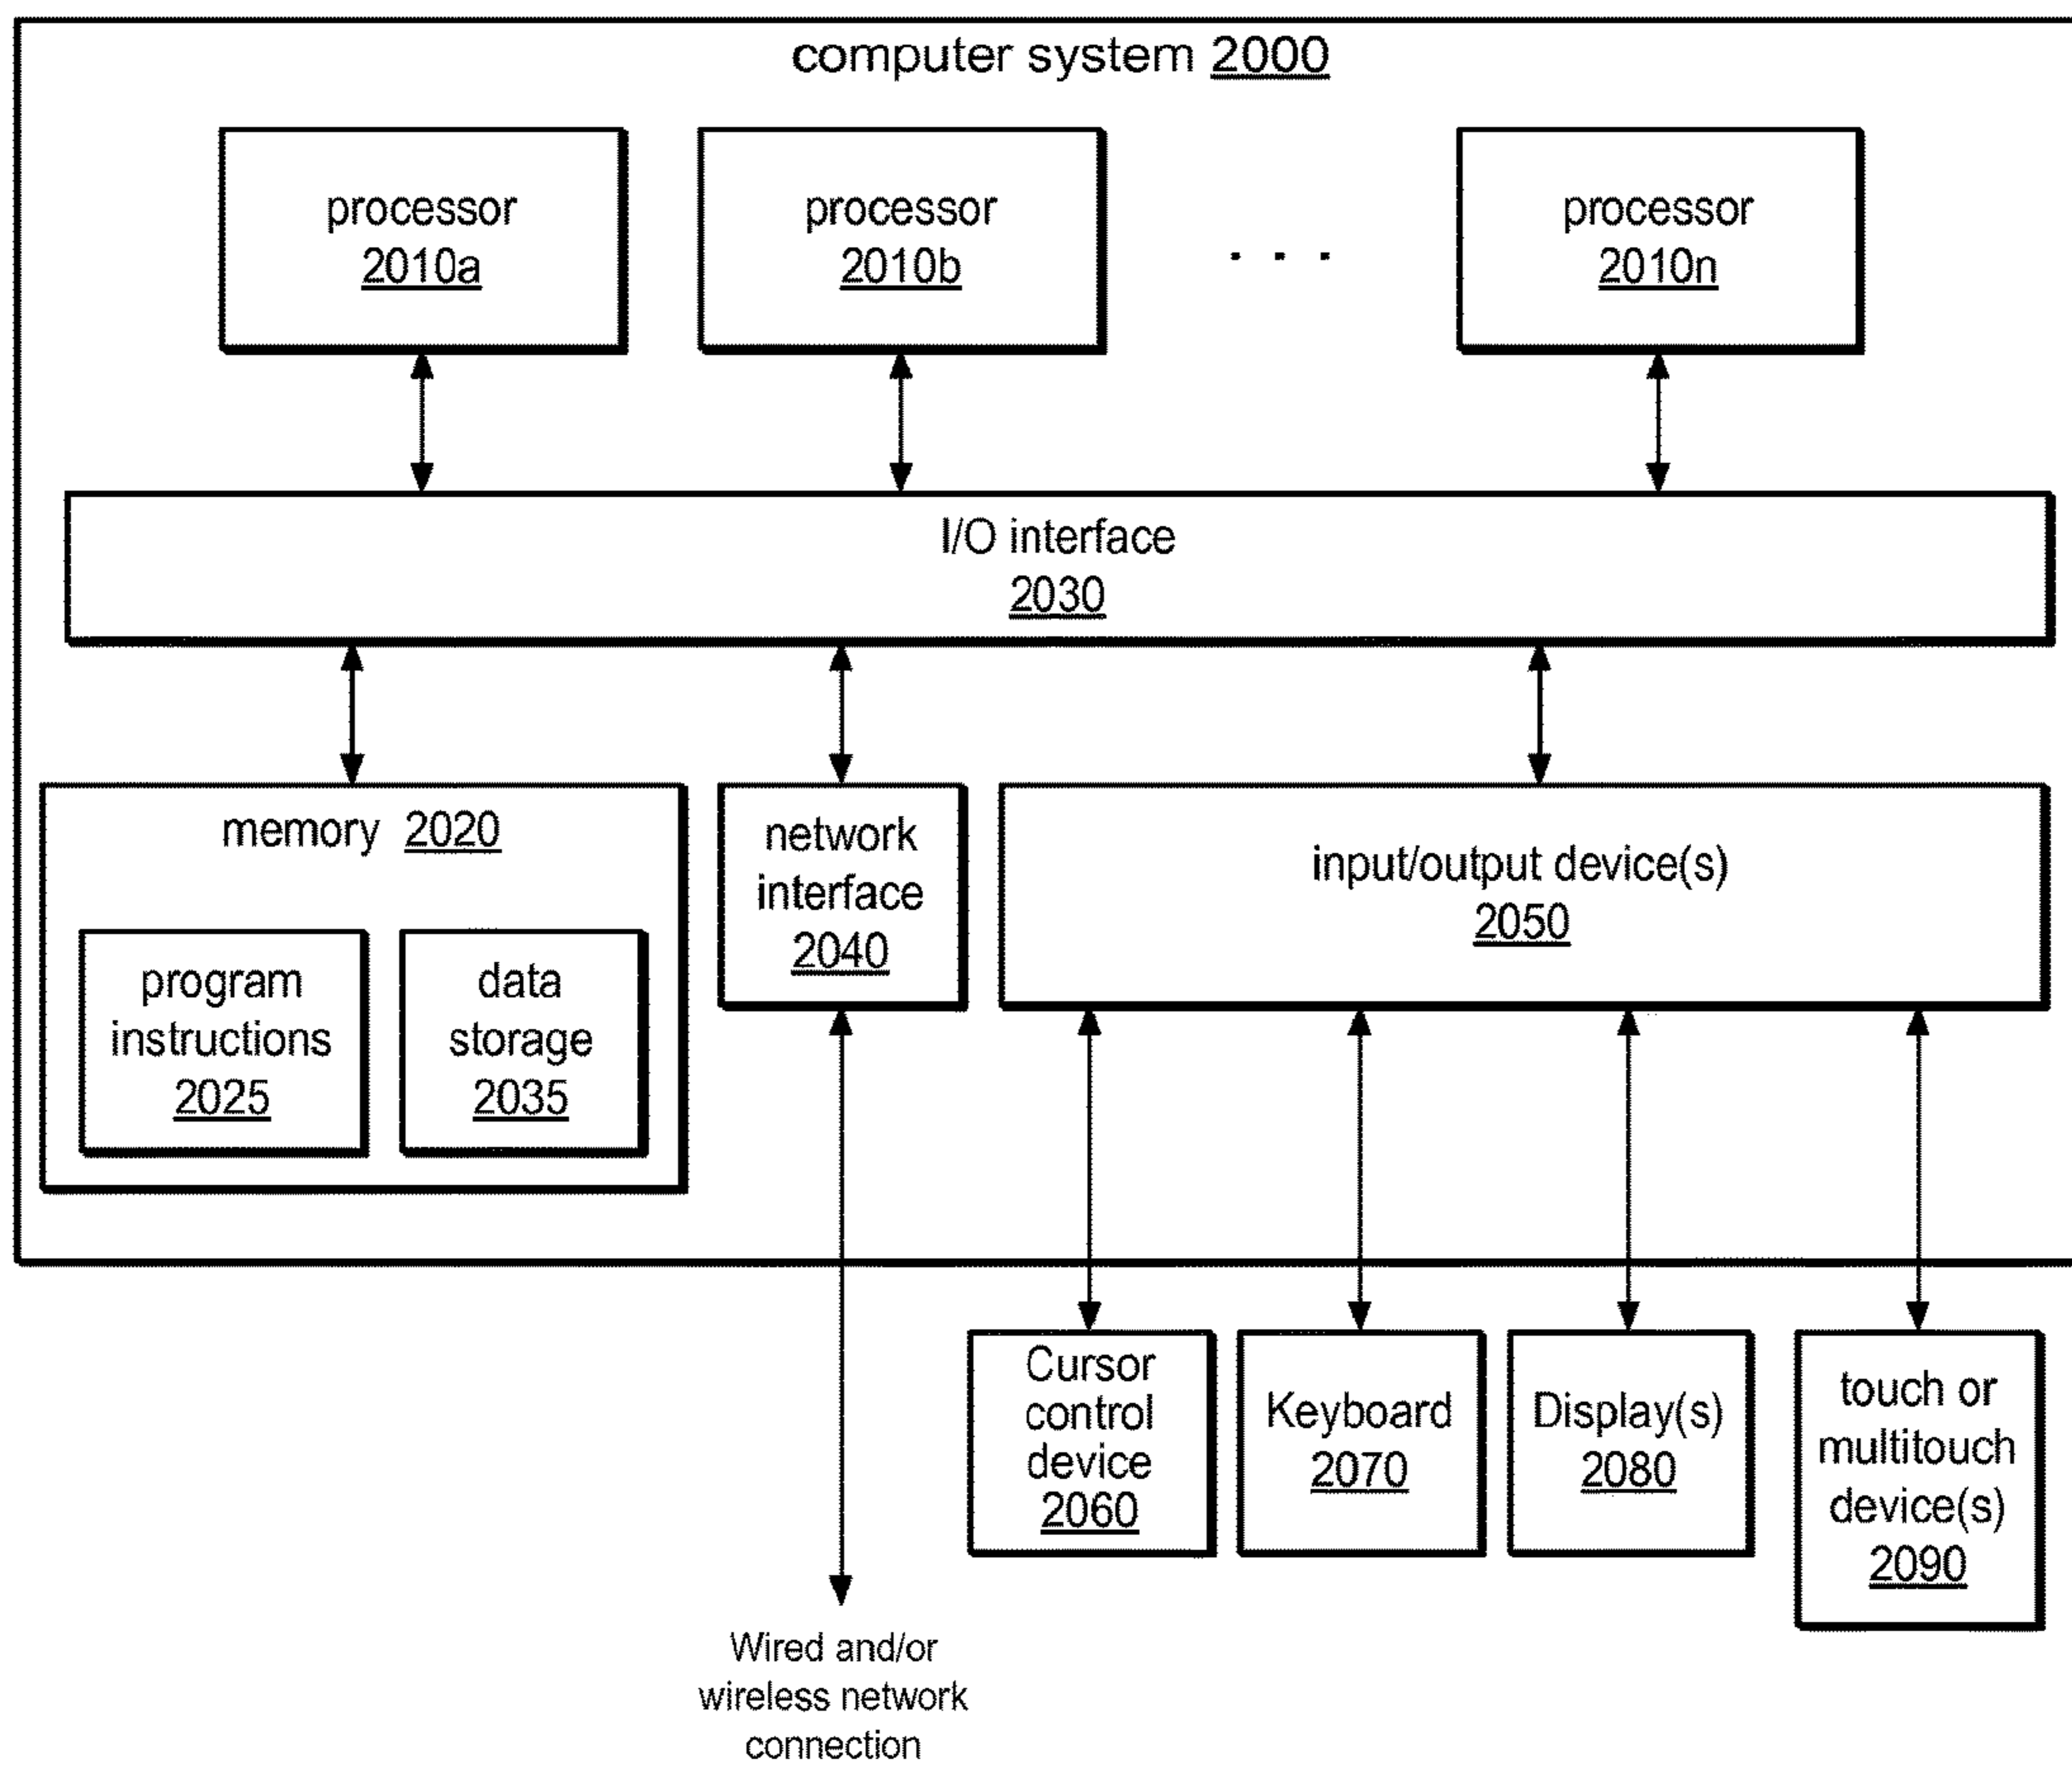 computer system 2000
processor
2010a
processor
2010b
. . .
processor
2010n
I/O interface
2030
memory 2020
program
instructions
2025
data
storage
2035
network
interface
2040
input/output device(s)
2050
Cursor
control
device
2060
Keyboard
2070
Display(s)
2080
touch or
multitouch
device(s)
2090
Wired and/or
wireless network
connection